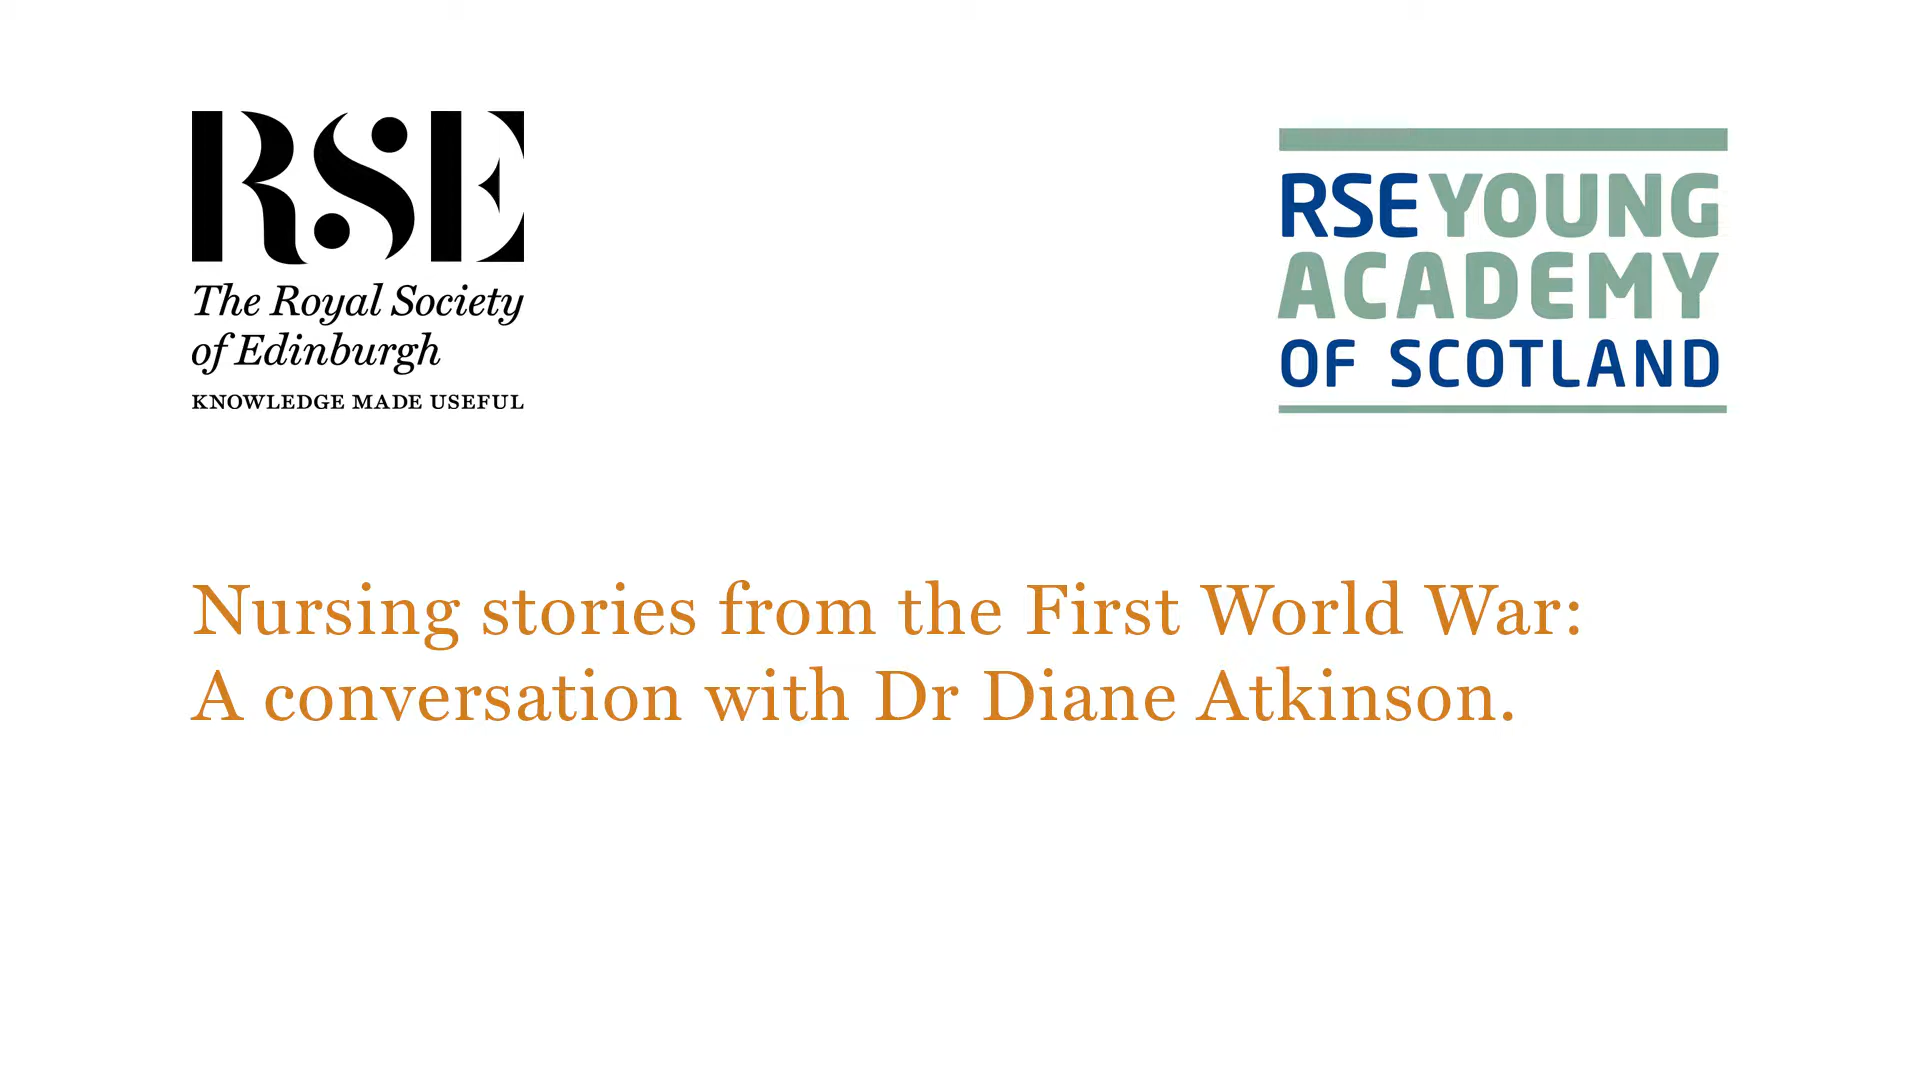 RSE
The Royal Society
of Edinburgh
KNOWLEDGE MADE USEFUL
RSE YOUNG
ACADEMY
OF SCOTLAND
Nursing stories from the First World War:
A conversation with Dr Diane Atkinson.